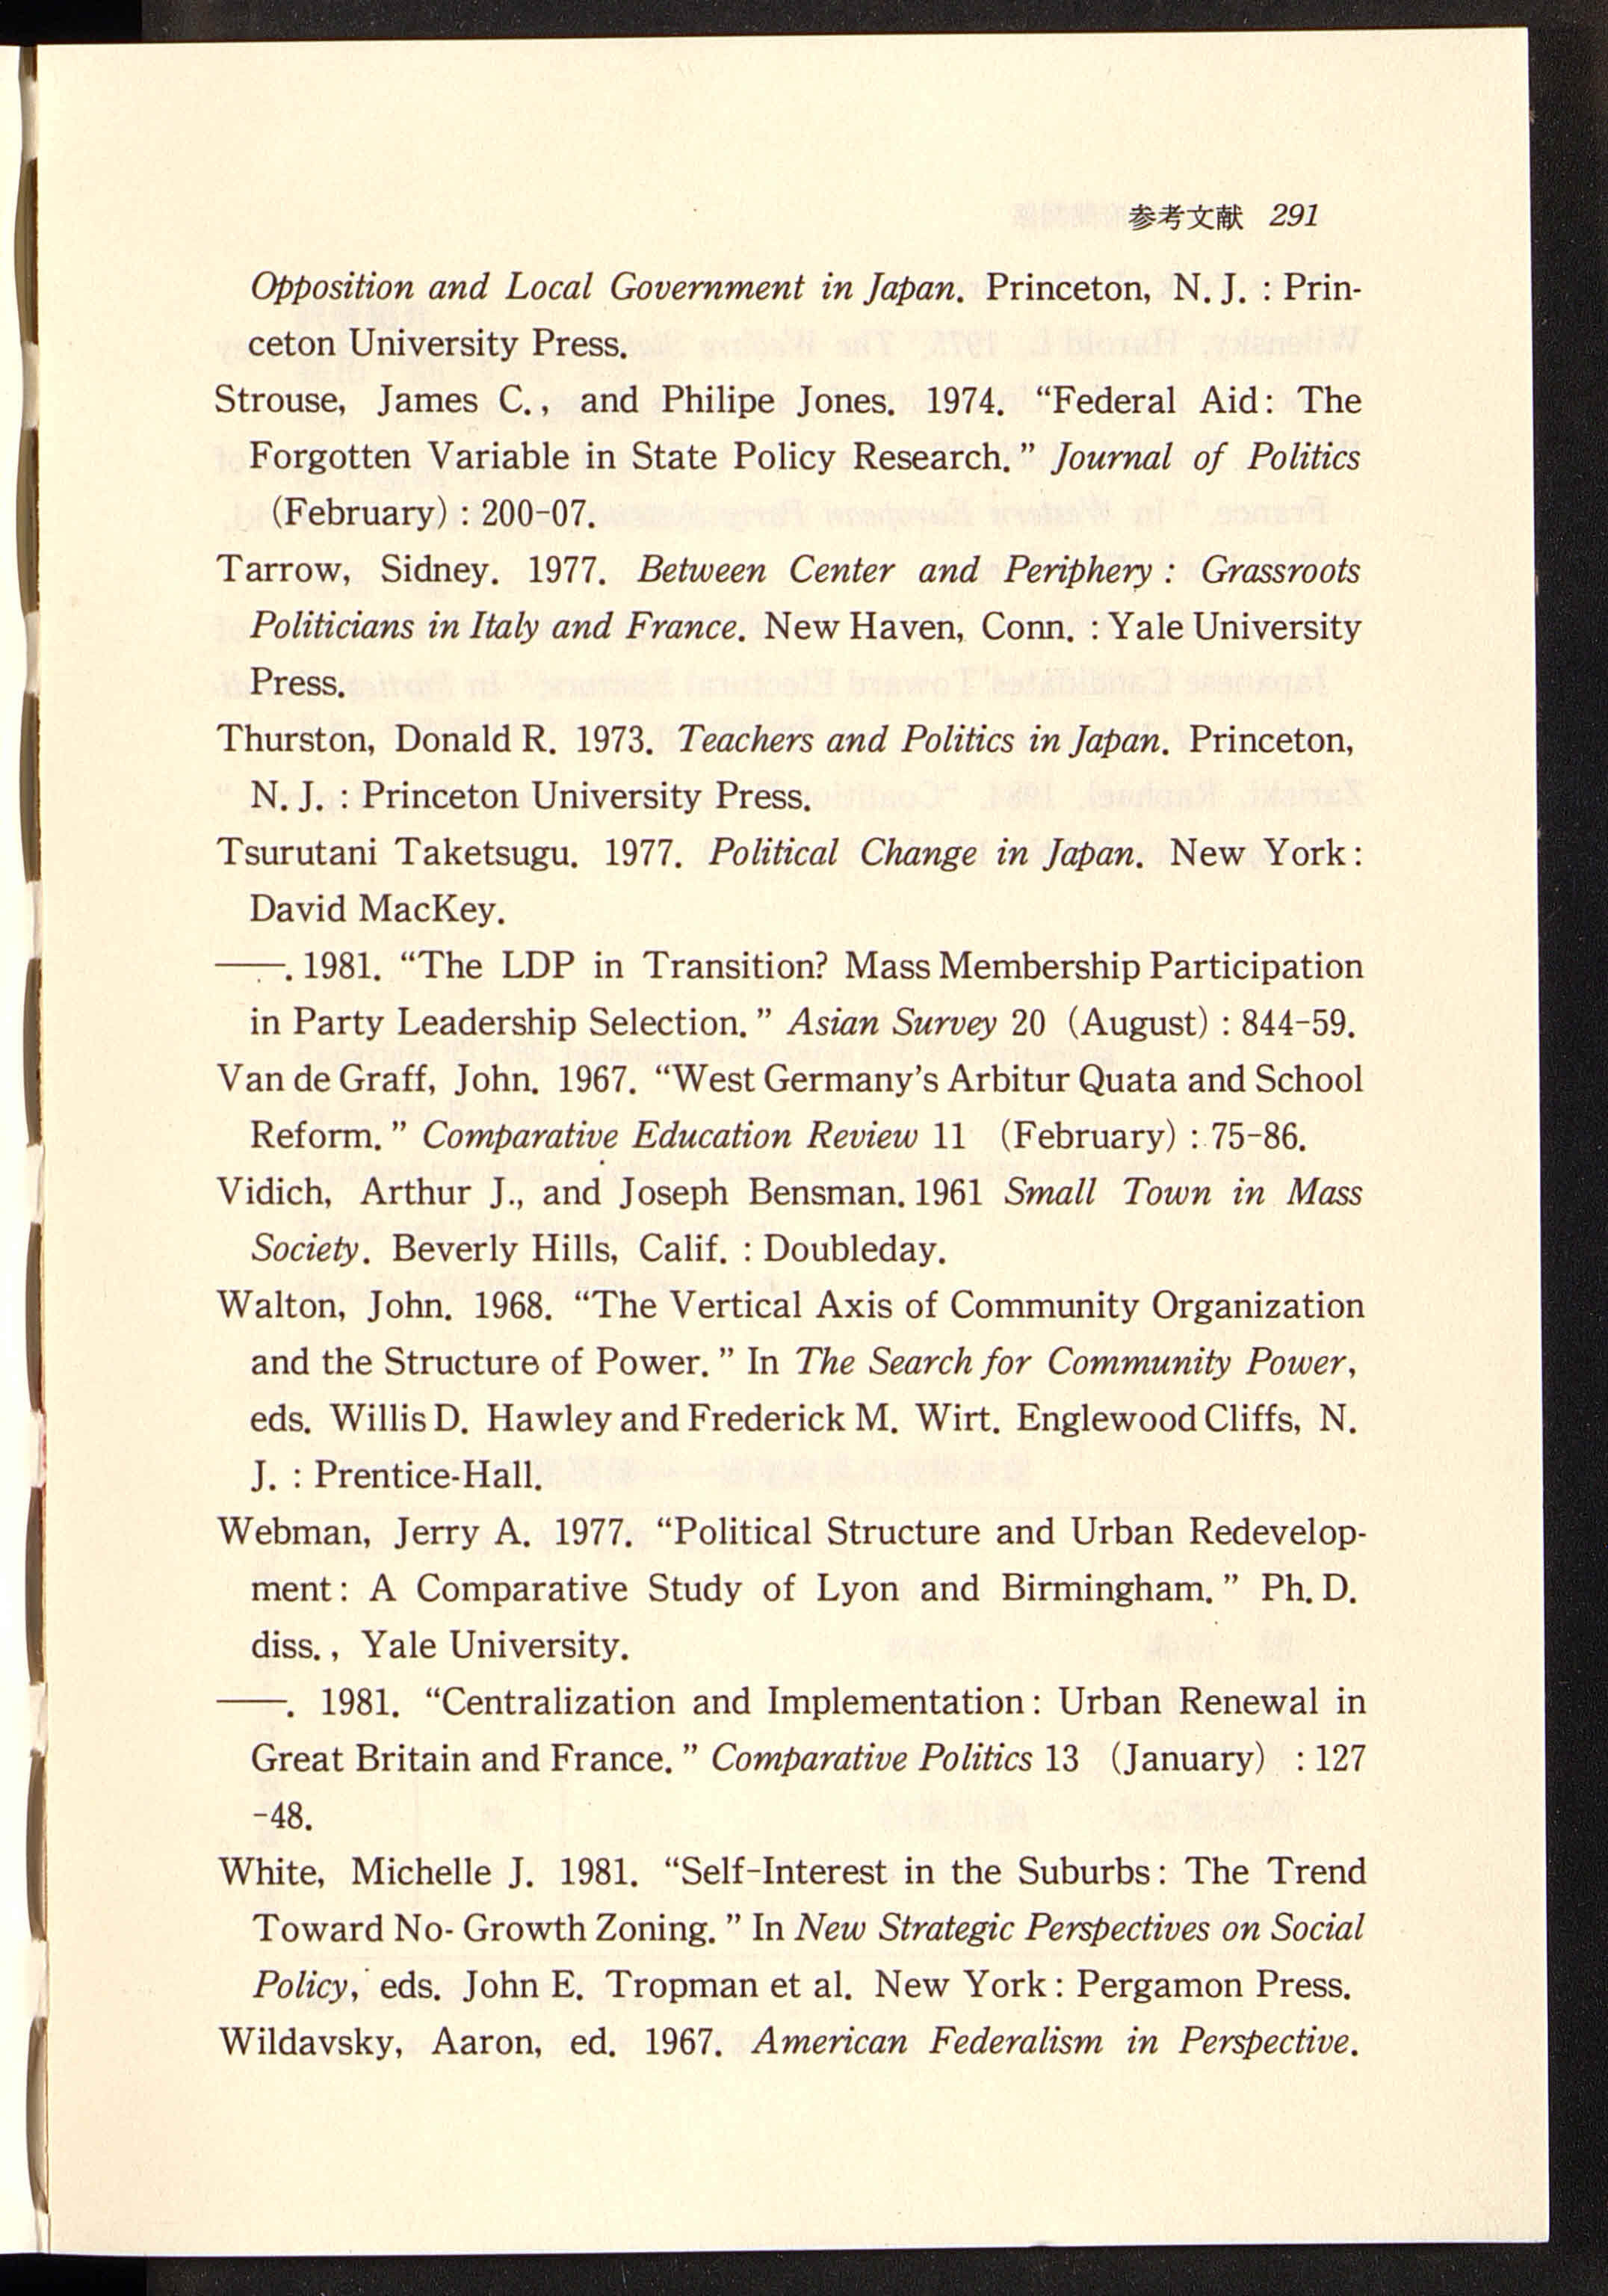 参考文献 291
Opposition and Local Government in Japan. Princeton, N. J. : Prin-
ceton University Press.
Strouse, James C., and Philipe Jones. 1974. “Federal Aid: The
Forgotten Variable in State Policy Research.” Journal of Politics
(February) : 200-07.
Tarrow, Sidney. 1977. Between Center and Periphery : Grassroots
Politicians in Italy and France. New Haven, Conn. : Yale University
Press.
Thurston, Donald R. 1973. Teachers and Politics in Japan. Princeton,
N. J. : Princeton University Press.
Tsurutani Taketsugu. 1977. Political Change in Japan. New York:
David MacKey.
——. 1981. “The LDP in Transition? Mass Membership Participation
in Party Leadership Selection.” Asian Survey 20 (August) : 844-59.
Van de Graff, John. 1967. “West Germany’s Arbitur Quata and School
Reform.” Comparative Education Review 11 (February) : 75-86.
Vidich, Arthur J., and Joseph Bensman. 1961 Small Town in Mass
Society. Beverly Hills, Calif. : Doubleday.
Walton, John. 1968. “The Vertical Axis of Community Organization
and the Structure of Power.” In The Search for Community Power,
eds. Willis D. Hawley and Frederick M. Wirt. Englewood Cliffs, N.
J. : Prentice-Hall.
Webman, Jerry A. 1977. “Political Structure and Urban Redevelop-
ment: A Comparative Study of Lyon and Birmingham.” Ph. D.
diss., Yale University.
——. 1981. “Centralization and Implementation: Urban Renewal in
Great Britain and France.” Comparative Politics 13 (January) : 127
-48.
White, Michelle J. 1981. “Self-Interest in the Suburbs: The Trend
Toward No- Growth Zoning.” In New Strategic Perspectives on Social
Policy, eds. John E. Tropman et al. New York: Pergamon Press.
Wildavsky, Aaron, ed. 1967. American Federalism in Perspective.